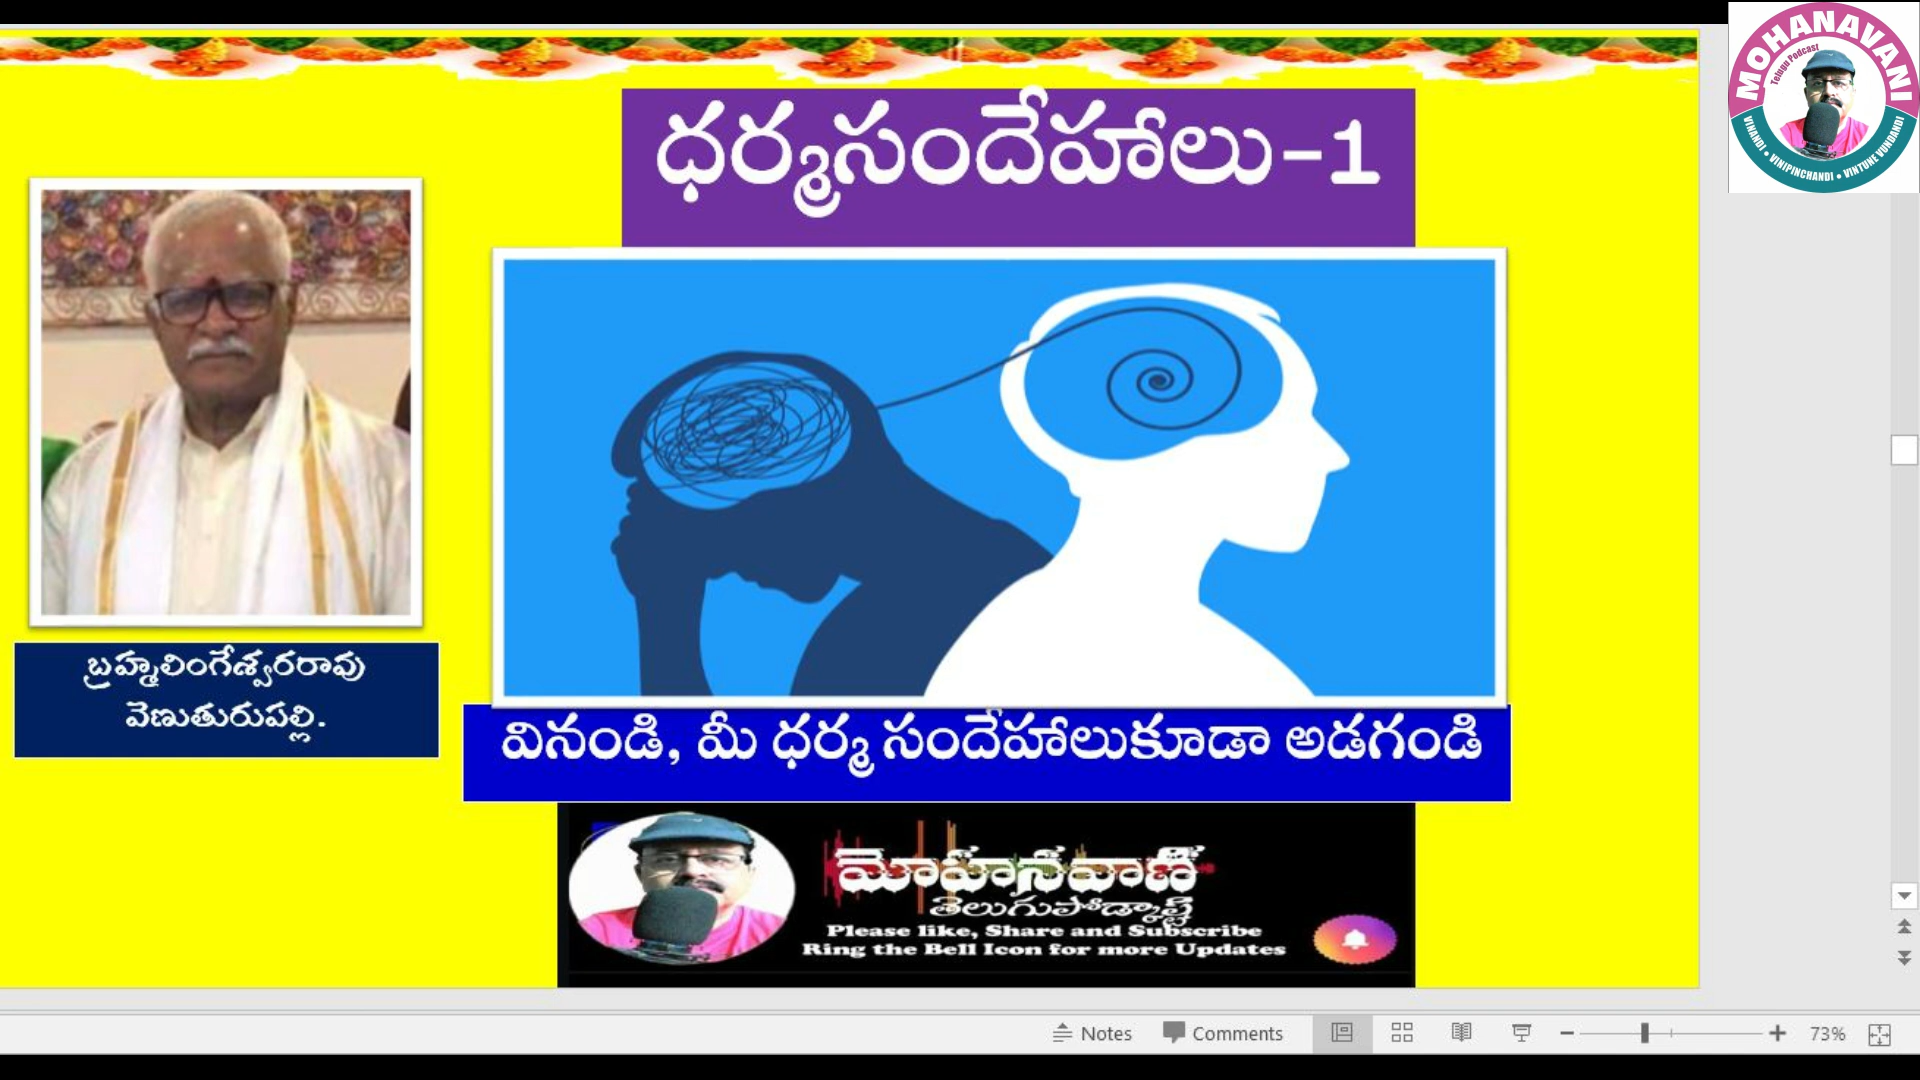 MOHANAVANI
Telugu Podcast
VINANDI • VINIPINCHANDI • VINTUNE VUNDANDI
ధర్మసందేహాలు-1
బ్రహ్మలింగేశ్వరరావు
వెణుతురుపల్లి.
వినండి, మీ ధర్మ సందేహాలుకూడా అడగండి
మోహనవాణి
తెలుగుపోడ్కాస్ట్
Please like, Share and Subscribe
Ring the Bell Icon for more Updates
Notes Comments 73%